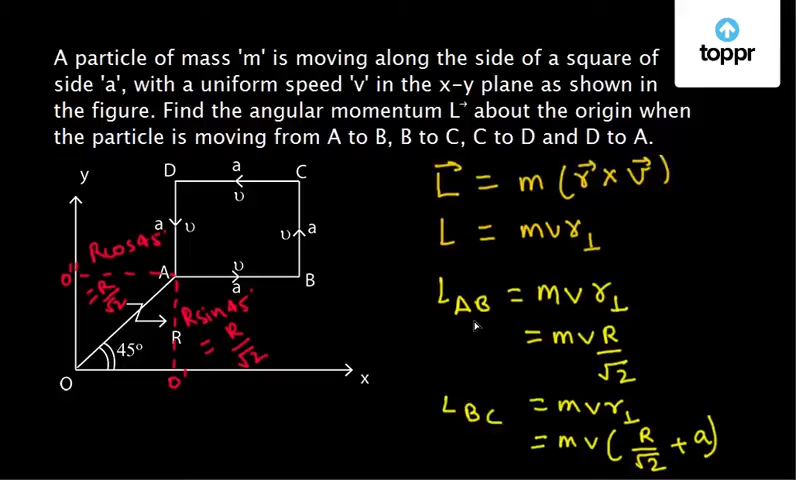 toppr
A particle of mass 'm' is moving along the side of a square of
side 'a', with a uniform speed 'v' in the x-y plane as shown in
the figure. Find the angular momentum L→ about the origin when
the particle is moving from A to B, B to C, C to D and D to A.
y
D
a
C
υ
a
υ
υ
a
Rcos45°
= R/√2
O"
A
υ
a
B
Rsin45°
= R/√2
R
45°
O
O'
x
L⃗ = m (r⃗ × v⃗)
L = mvr⊥
L_AB = mvr⊥
= mv R/√2
L_BC = mvr⊥
= mv (R/√2 + a)